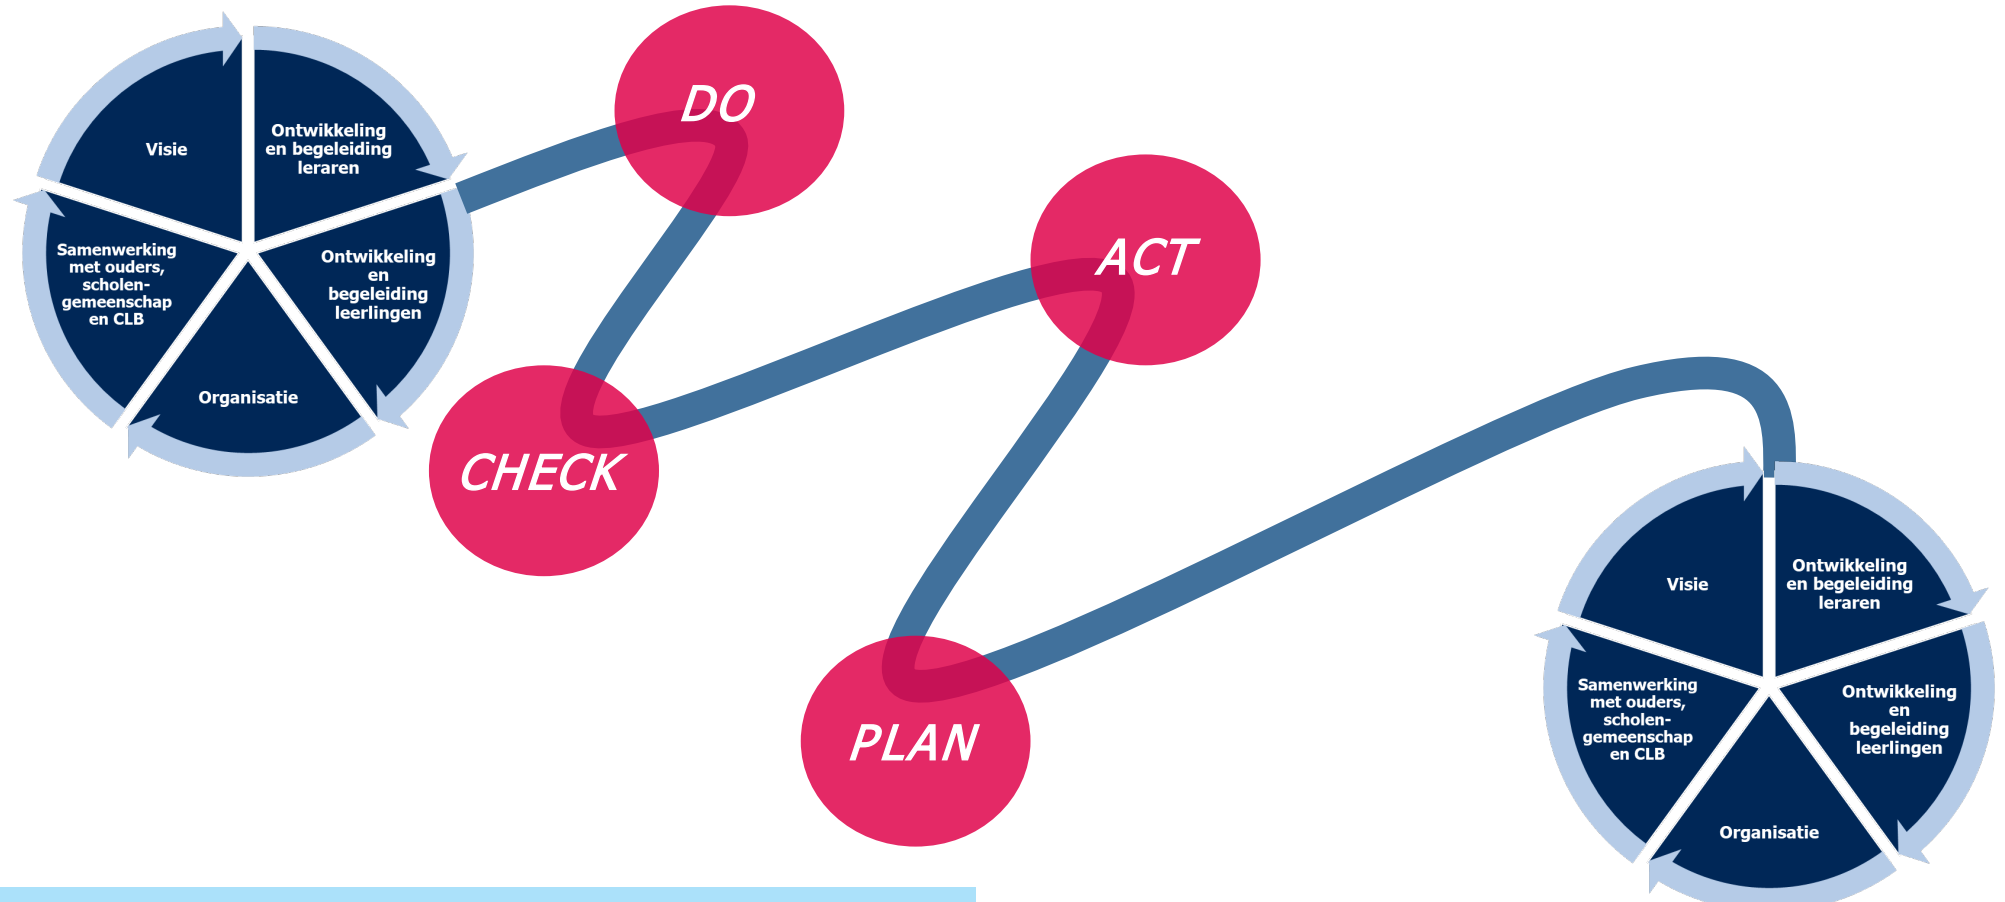 Visie
Ontwikkeling
en begeleiding
leraren
Ontwikkeling
en
begeleiding
leerlingen
Organisatie
Samenwerking
met ouders,
scholen-
gemeenschap
en CLB
DO
CHECK
ACT
PLAN
Visie
Ontwikkeling
en begeleiding
leraren
Ontwikkeling
en
begeleiding
leerlingen
Organisatie
Samenwerking
met ouders,
scholen-
gemeenschap
en CLB